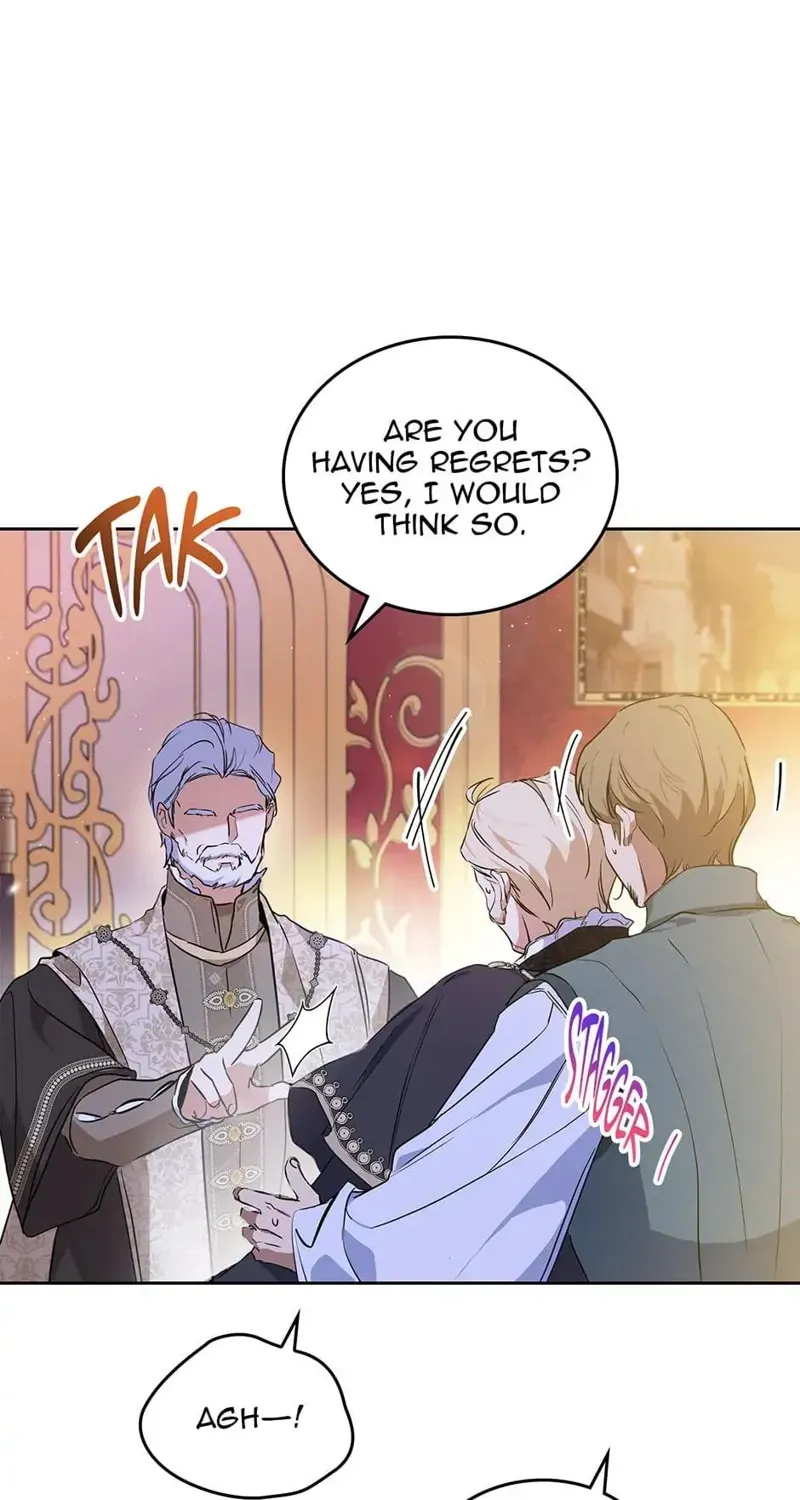 ARE YOU
HAVING REGRETS?
YES, I WOULD
THINK SO.
TAK
STAGGER
AGH—!